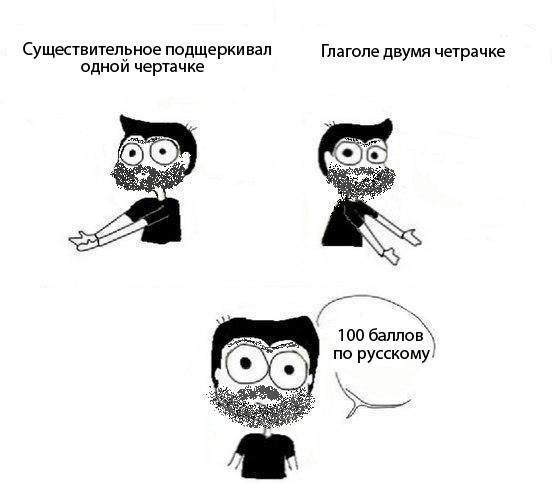 Существительное подщеркивал
одной чертачке
Глаголе двумя четрачке
100 баллов
по русскому